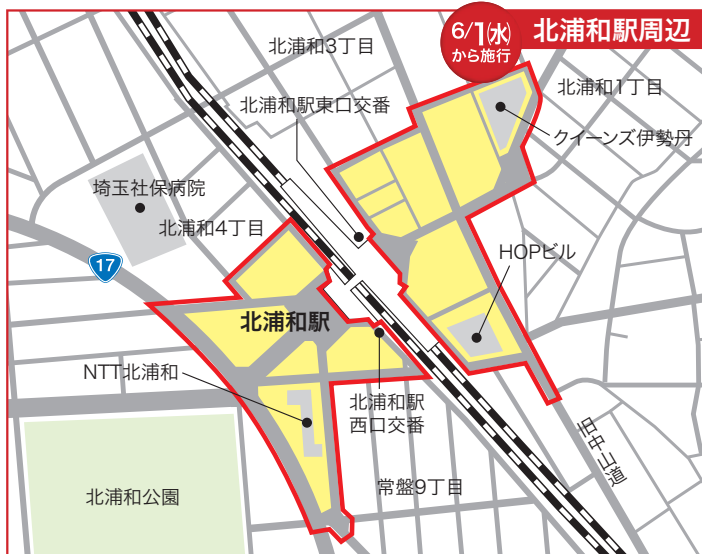 6/1(水)
から施行
北浦和駅周辺
北浦和3丁目
北浦和1丁目
北浦和駅東口交番
クイーンズ伊勢丹
埼玉社保病院
北浦和4丁目
HOPビル
17
北浦和駅
NTT北浦和
北浦和駅
西口交番
旧中山道
常盤9丁目
北浦和公園